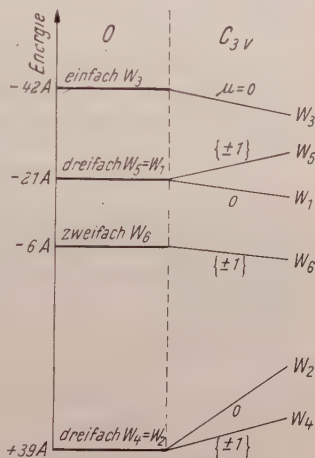 Energie
O C₃ᵥ
-42A einfach W₃ μ=0 W₃
{±1} W₅
-21A dreifach W₅=W₁
0 W₁
-6A zweifach W₆ {±1} W₆
W₂
0
W₄
+39A dreifach W₄=W₂ {±1}